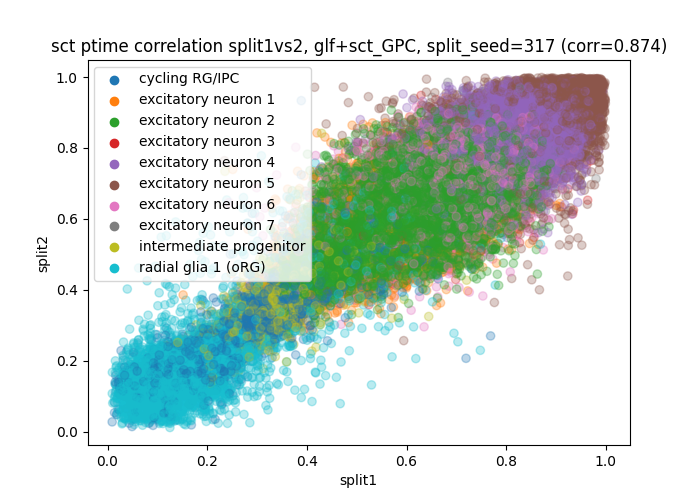 sct ptime correlation split1vs2, glf+sct_GPC, split_seed=317 (corr=0.874)
cycling RG/IPC
excitatory neuron 1
excitatory neuron 2
excitatory neuron 3
excitatory neuron 4
excitatory neuron 5
excitatory neuron 6
excitatory neuron 7
intermediate progenitor
radial glia 1 (oRG)
1.0
0.8
0.6
0.4
0.2
0.0
split2
0.0 0.2 0.4 0.6 0.8 1.0
split1